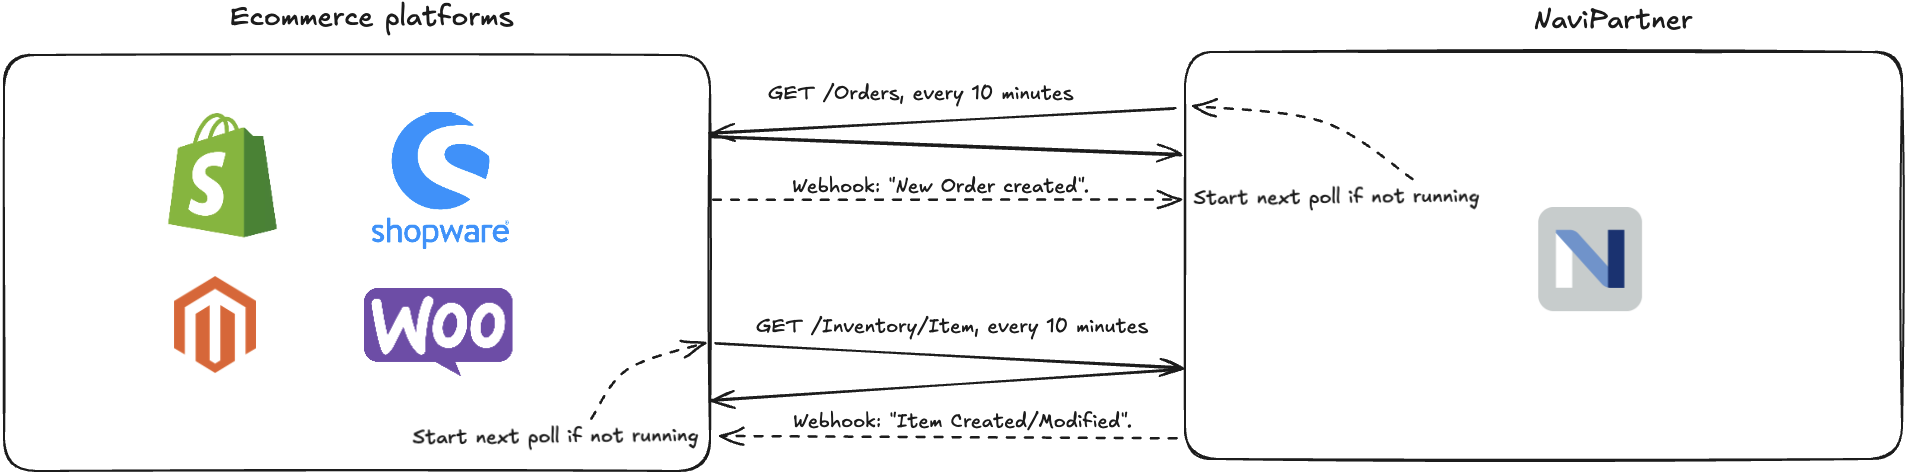 Ecommerce platforms
NaviPartner
GET /Orders, every 10 minutes
Webhook: "New Order created".
Start next poll if not running
S
shopware
N
WOO
GET /Inventory/Item, every 10 minutes
Webhook: "Item Created/Modified".
Start next poll if not running